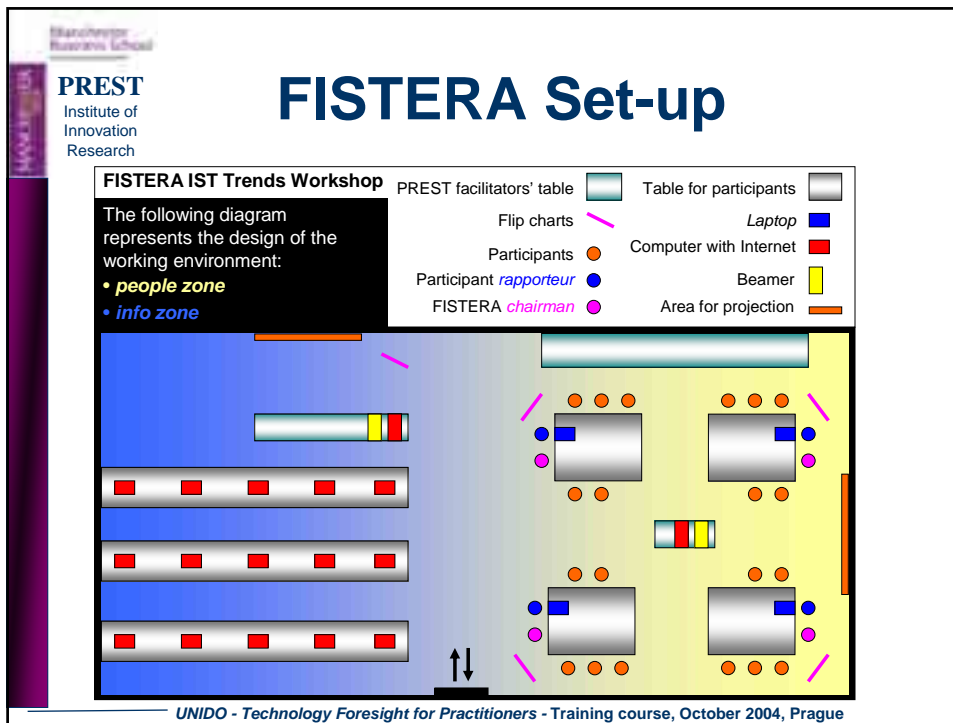 Manchester
Business School
PREST
Institute of
Innovation
Research
FISTERA Set-up
FISTERA IST Trends Workshop
The following diagram
represents the design of the
working environment:
• people zone
• info zone
PREST facilitators' table
Flip charts
Participants
Participant rapporteur
FISTERA chairman
Table for participants
Laptop
Computer with Internet
Beamer
Area for projection
UNIDO - Technology Foresight for Practitioners - Training course, October 2004, Prague